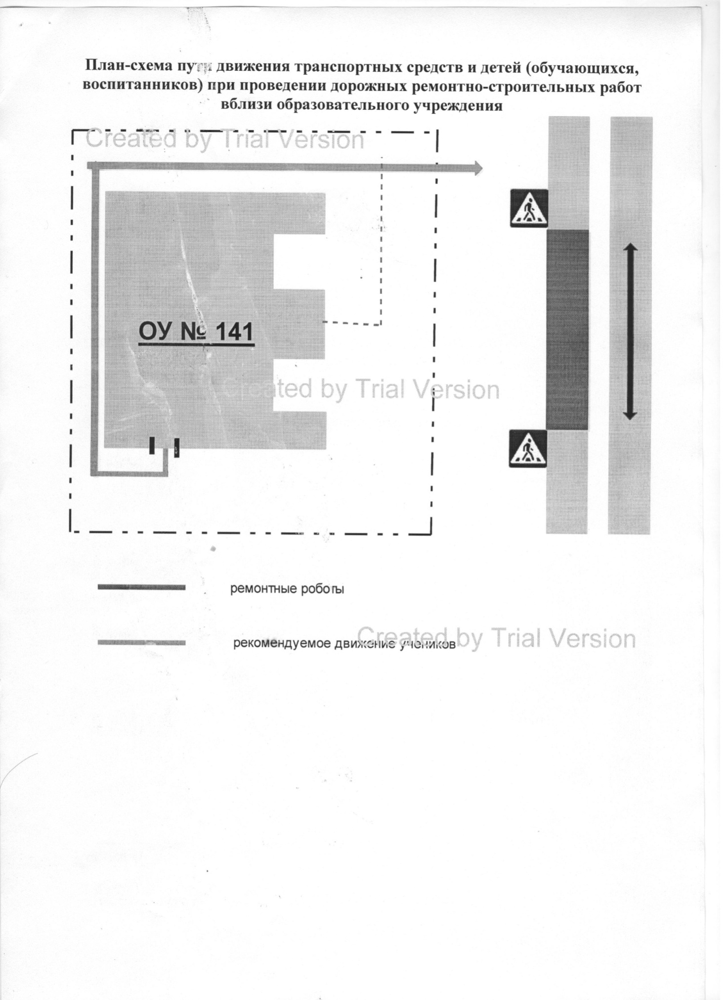 План-схема пути движения транспортных средств и детей (обучающихся,
воспитанников) при проведении дорожных ремонтно-строительных работ
вблизи образовательного учреждения
Created by Trial Version
ОУ № 141
Created by Trial Version
ремонтные роботы
Created by Trial Version
рекомендуемое движение учеников